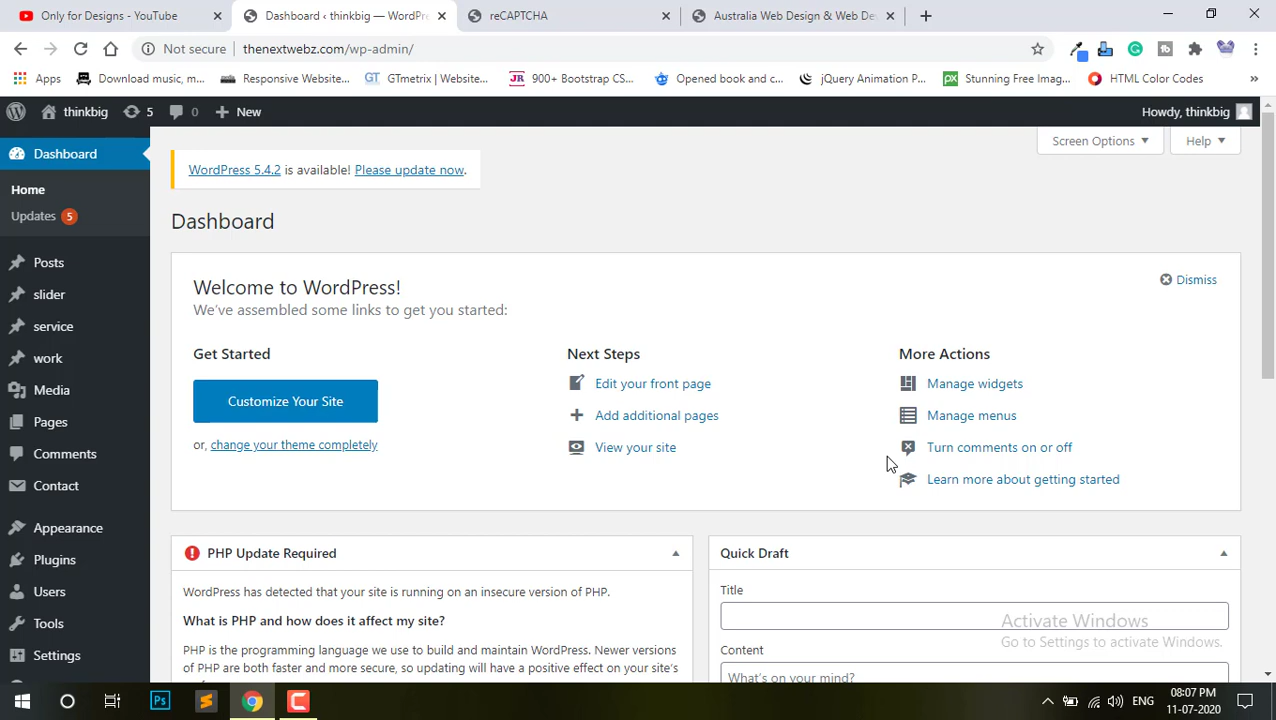 Only for Designs - YouTube
Dashboard ‹ thinkbig — WordPr
reCAPTCHA
Australia Web Design & Web De
Not secure
thenextwebz.com/wp-admin/
Apps
Download music, m...
Responsive Website...
GT
GTmetrix | Website...
JR
900+ Bootstrap CS...
Opened book and c...
jQuery Animation P...
px
Stunning Free Imag...
HTML Color Codes
»
thinkbig
5
0
New
Howdy, thinkbig
Dashboard
Home
Updates 5
Posts
slider
service
work
Media
Pages
Comments
Contact
Appearance
Plugins
Users
Tools
Settings
Screen Options
Help
WordPress 5.4.2 is available! Please update now.
Dashboard
Welcome to WordPress!
We've assembled some links to get you started:
Dismiss
Get Started
Customize Your Site
or, change your theme completely
Next Steps
Edit your front page
Add additional pages
View your site
More Actions
Manage widgets
Manage menus
Turn comments on or off
Learn more about getting started
PHP Update Required
WordPress has detected that your site is running on an insecure version of PHP.
What is PHP and how does it affect my site?
PHP is the programming language we use to build and maintain WordPress. Newer versions
of PHP are both faster and more secure, so updating will have a positive effect on your site's
Quick Draft
Title
Content
What's on your mind?
Activate Windows
Go to Settings to activate Windows.
Ps
ENG
08:07 PM
11-07-2020